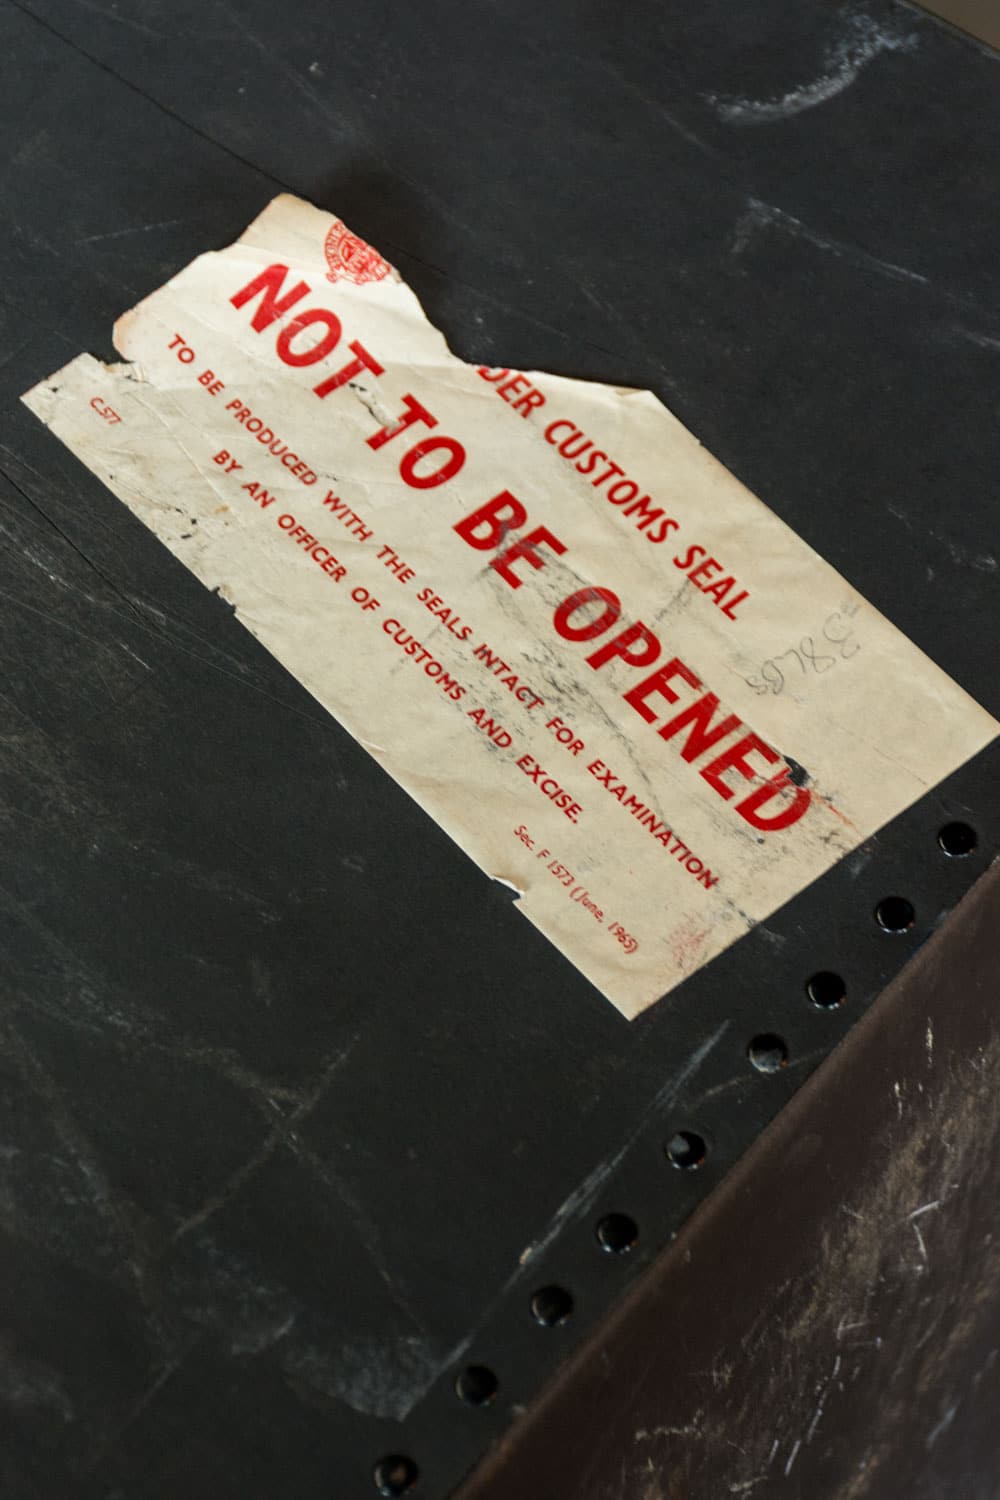 DER CUSTOMS SEAL
NOT TO BE OPENED
TO BE PRODUCED WITH THE SEALS INTACT FOR EXAMINATION
BY AN OFFICER OF CUSTOMS AND EXCISE.
C.577
Sec. F 1573 (June, 1965)